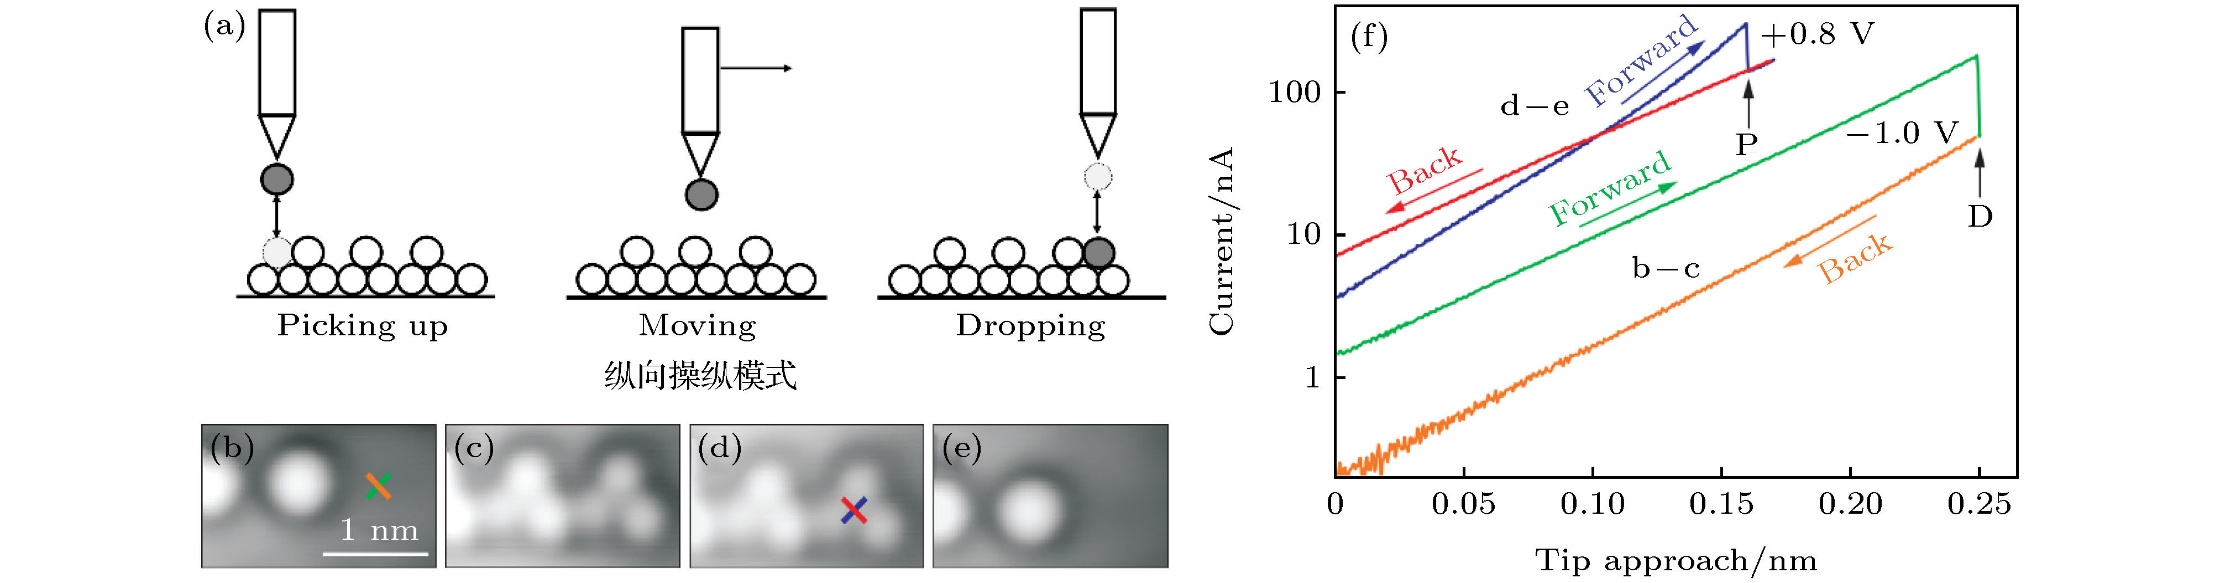 (a)
Picking up
Moving
Dropping
纵向操纵模式
(b)
1 nm
(c)
(d)
(e)
(f)
Forward
+0.8 V
d−e
P
Back
Forward
−1.0 V
D
b−c
Back
100
10
1
Current/nA
0
0.05
0.10
0.15
0.20
0.25
Tip approach/nm